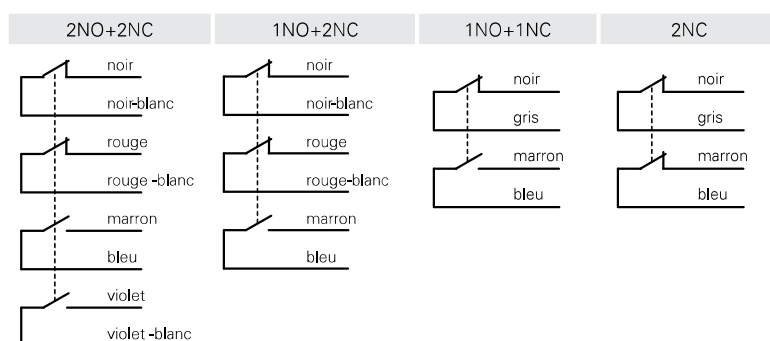 2NO+2NC
noir
noir-blanc
rouge
rouge -blanc
marron
bleu
violet
violet -blanc
1NO+2NC
noir
noir-blanc
rouge
rouge-blanc
marron
bleu
1NO+1NC
noir
gris
marron
bleu
2NC
noir
gris
marron
bleu